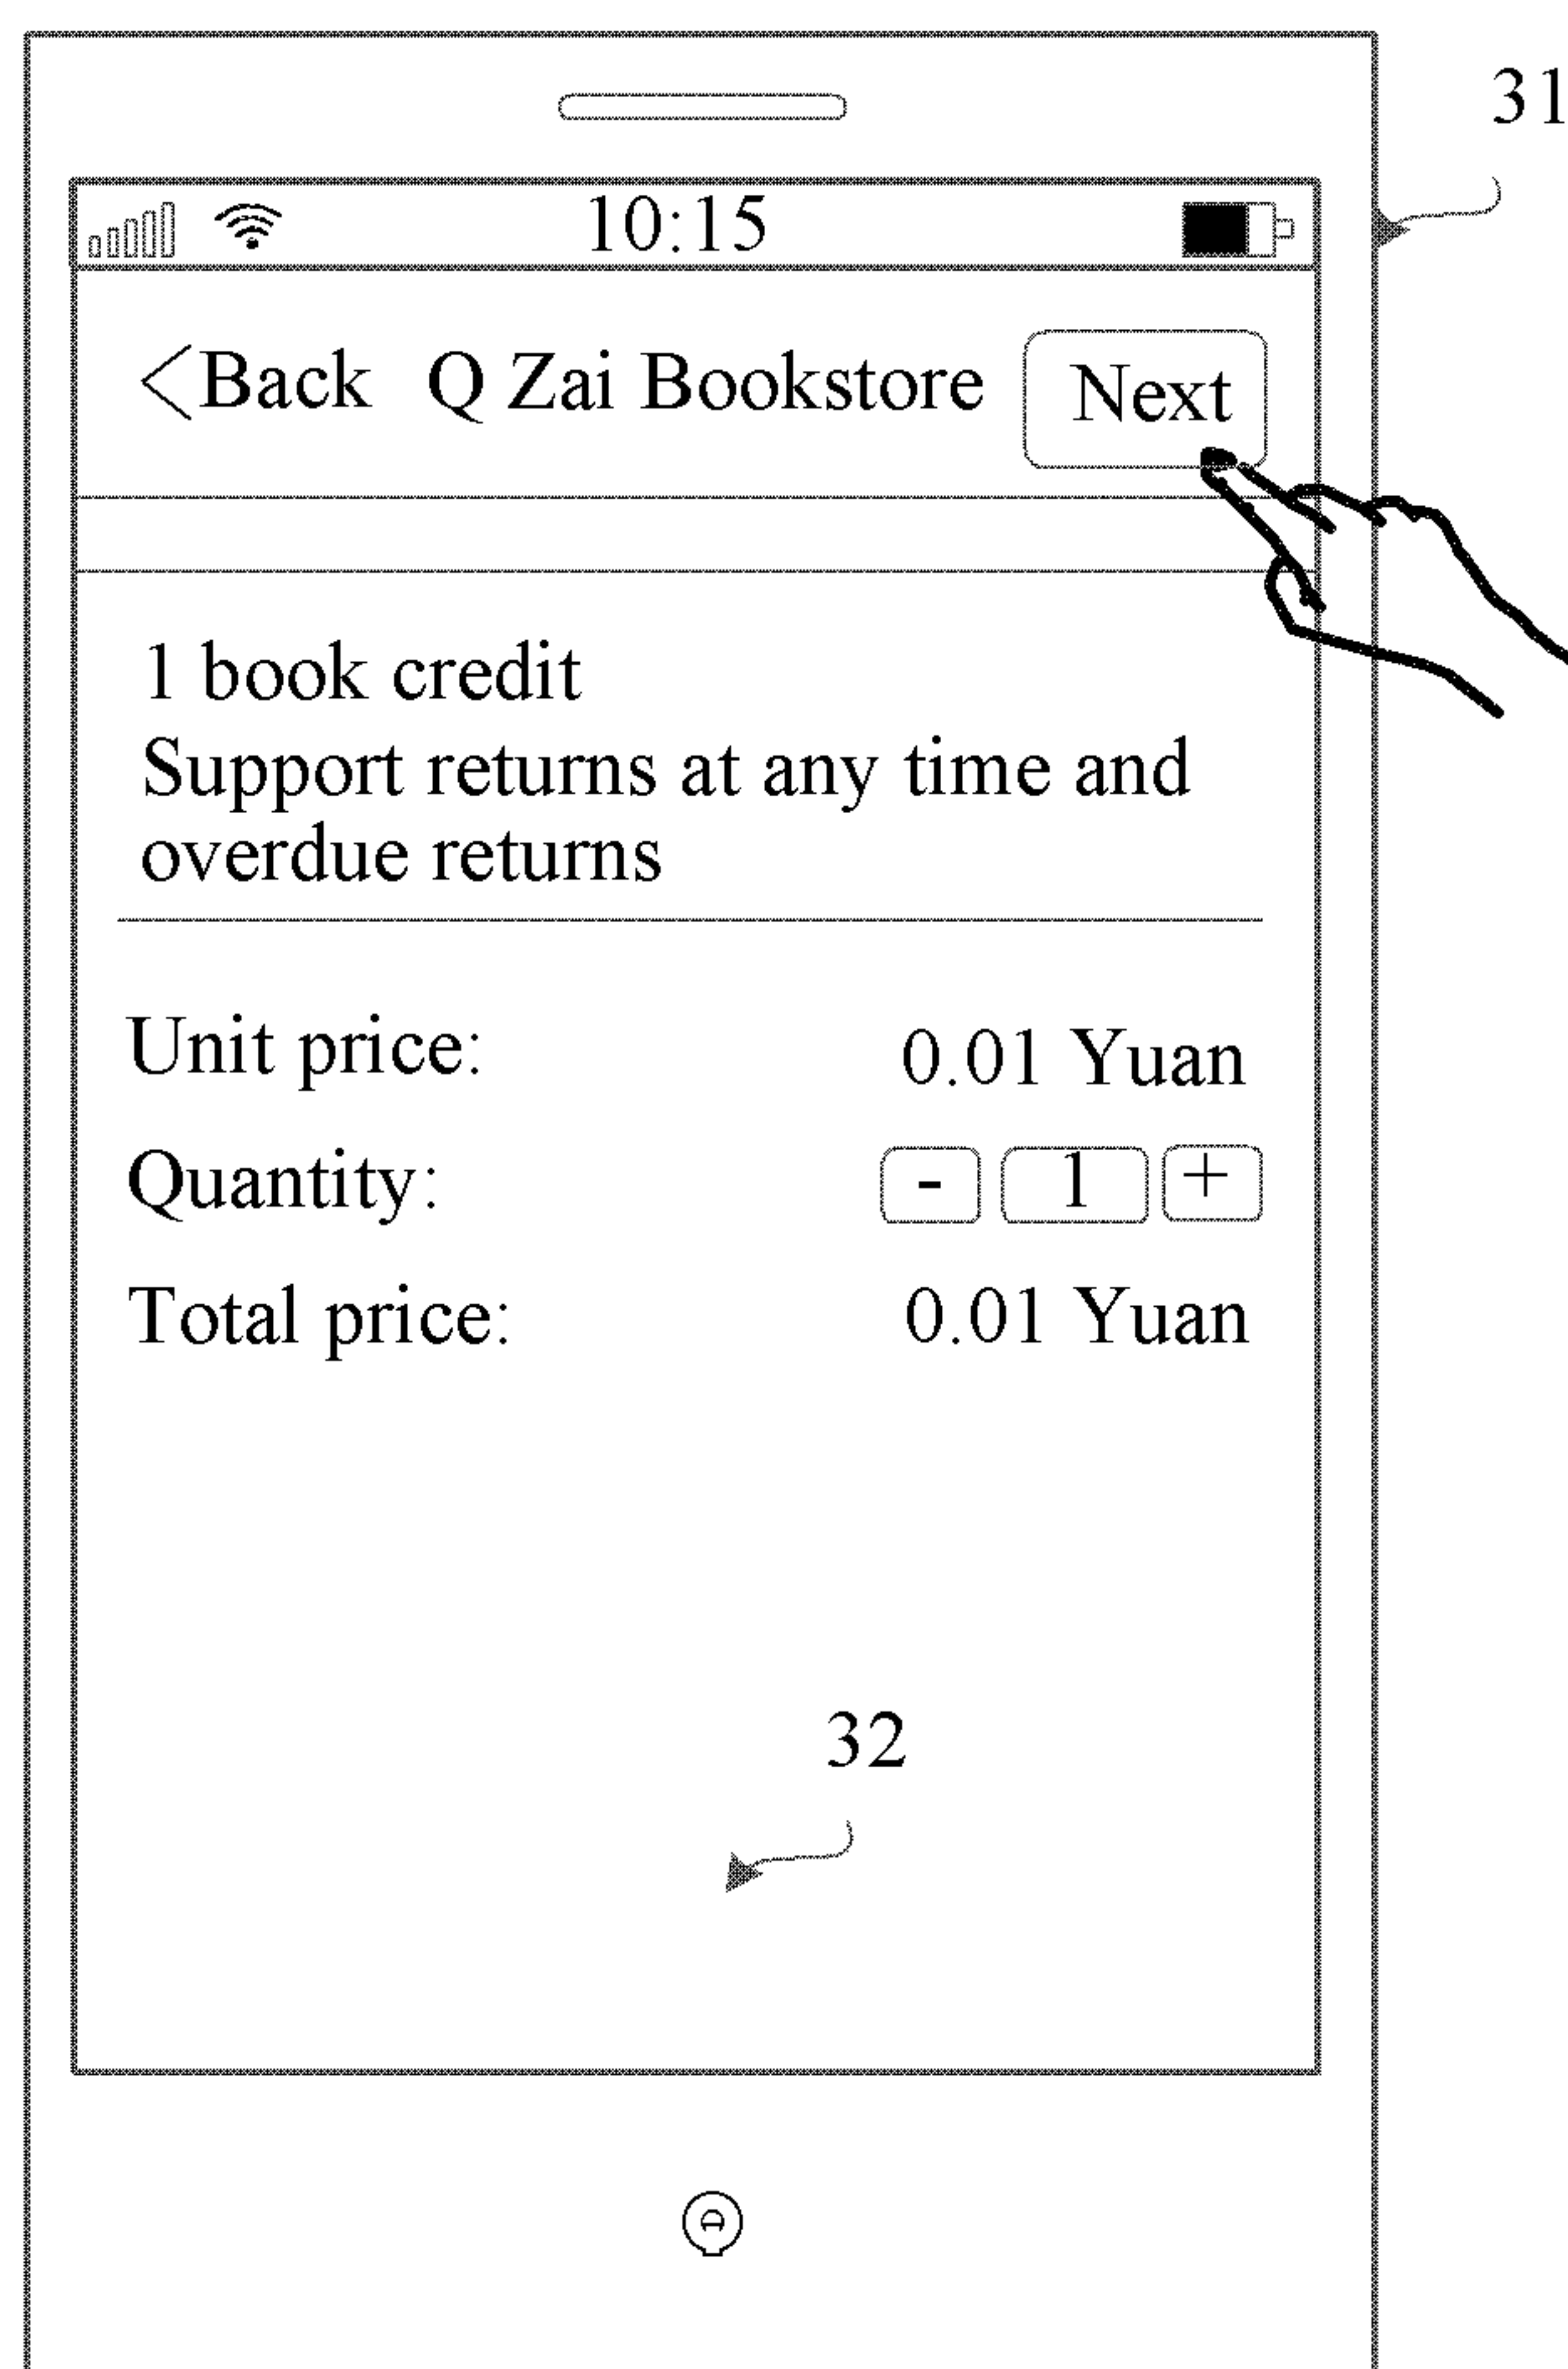 31
10:15
Back Q Zai Bookstore Next
1 book credit
Support returns at any time and
overdue returns
Unit price: 0.01 Yuan
Quantity: - 1 +
Total price: 0.01 Yuan
32